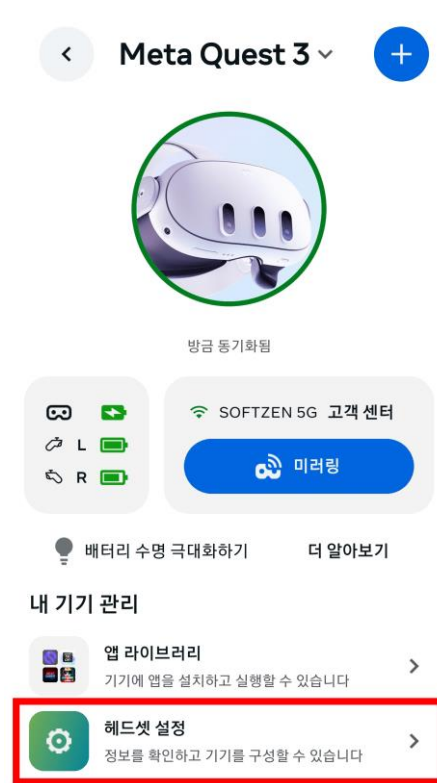 Meta Quest 3
방금 동기화됨
SOFTZEN 5G 고객 센터
L
R
미러링
배터리 수명 극대화하기 더 알아보기
내 기기 관리
앱 라이브러리
기기에 앱을 설치하고 실행할 수 있습니다
헤드셋 설정
정보를 확인하고 기기를 구성할 수 있습니다